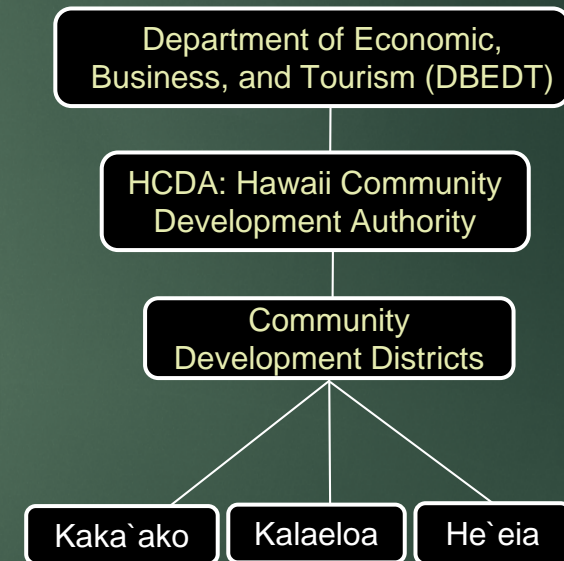 Department of Economic,
Business, and Tourism (DBEDT)
HCDA: Hawaii Community
Development Authority
Community
Development Districts
Kaka`ako
Kalaeloa
He`eia